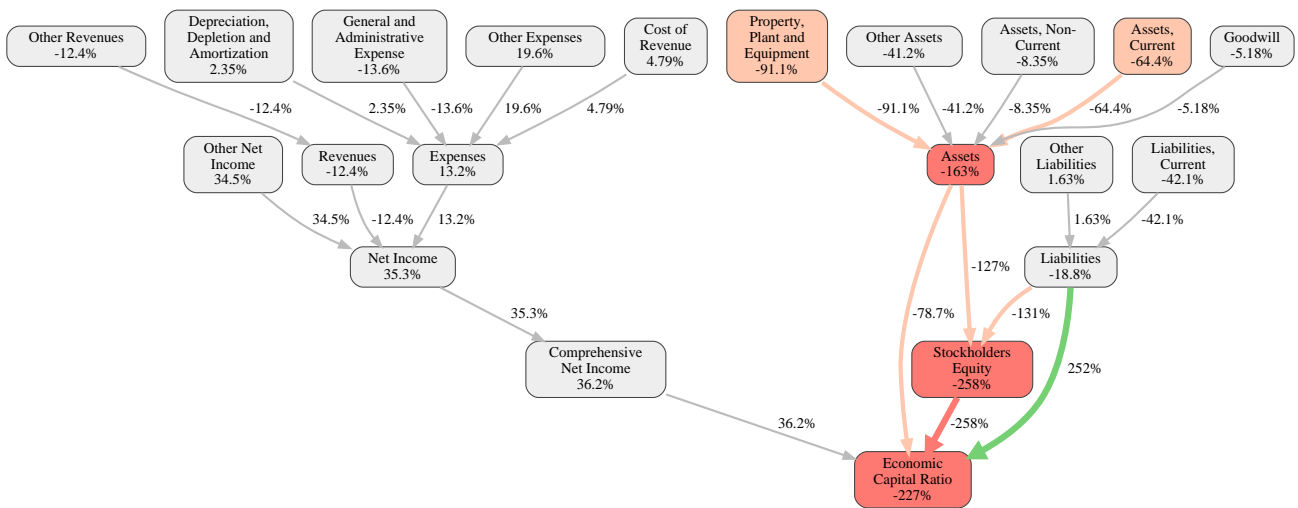 Other Revenues
-12.4%
Depreciation,
Depletion and
Amortization
2.35%
General and
Administrative
Expense
-13.6%
Other Expenses
19.6%
Cost of
Revenue
4.79%
Property,
Plant and
Equipment
-91.1%
Other Assets
-41.2%
Assets, Non-
Current
-8.35%
Assets,
Current
-64.4%
Goodwill
-5.18%
-12.4%
2.35%
-13.6%
19.6%
4.79%
-91.1%
-41.2%
-8.35%
-64.4%
-5.18%
Other Net
Income
34.5%
Revenues
-12.4%
Expenses
13.2%
Assets
-163%
Other
Liabilities
1.63%
Liabilities,
Current
-42.1%
34.5%
-12.4%
13.2%
1.63%
-42.1%
Net Income
35.3%
-127%
Liabilities
-18.8%
35.3%
-78.7%
-131%
Comprehensive
Net Income
36.2%
Stockholders
Equity
-258%
252%
36.2%
-258%
Economic
Capital Ratio
-227%